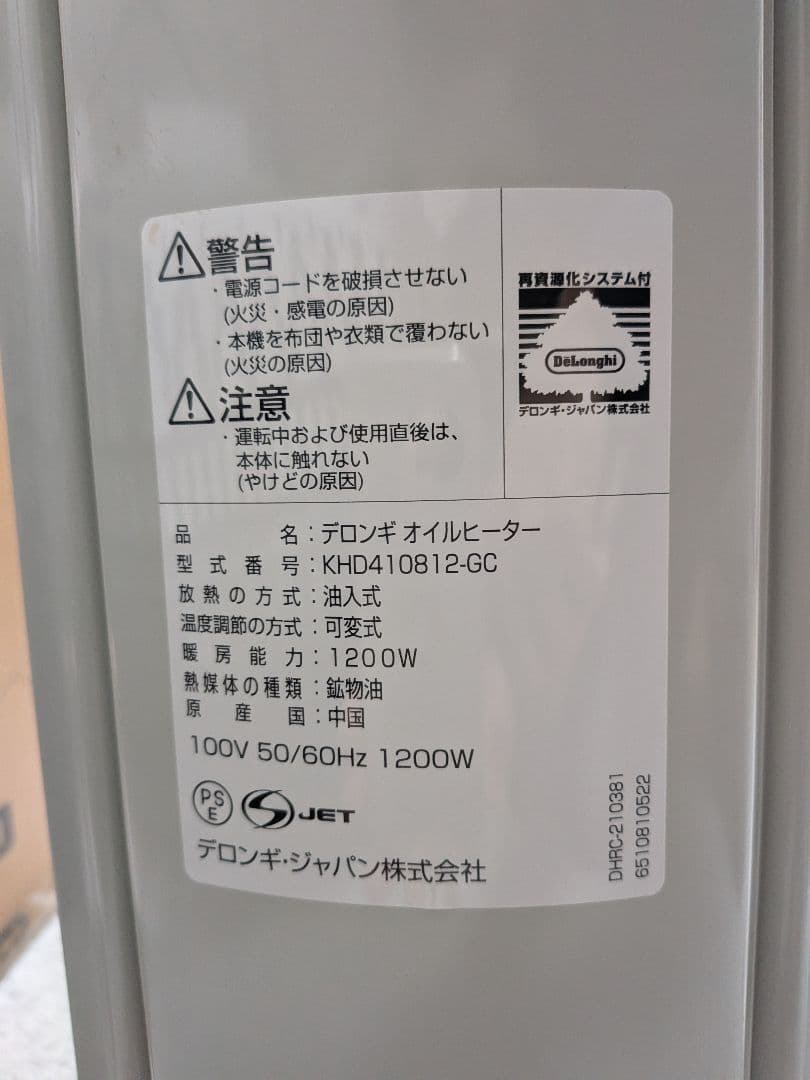 警告
・電源コードを破損させない
(火災・感電の原因)
・本機を布団や衣類で覆わない
(火災の原因)
注意
・運転中および使用直後は、
本体に触れない
(やけどの原因)
再資源化システム付
DeLonghi
デロンギ・ジャパン株式会社
品名：デロンギ オイルヒーター
型式番号：KHD410812-GC
放熱の方式：油入式
温度調節の方式：可変式
暖房能力：1200W
熱媒体の種類：鉱物油
原産国：中国
100V 50/60Hz 1200W
PSE
S JET
デロンギ・ジャパン株式会社
DHRC-210381
6510810522